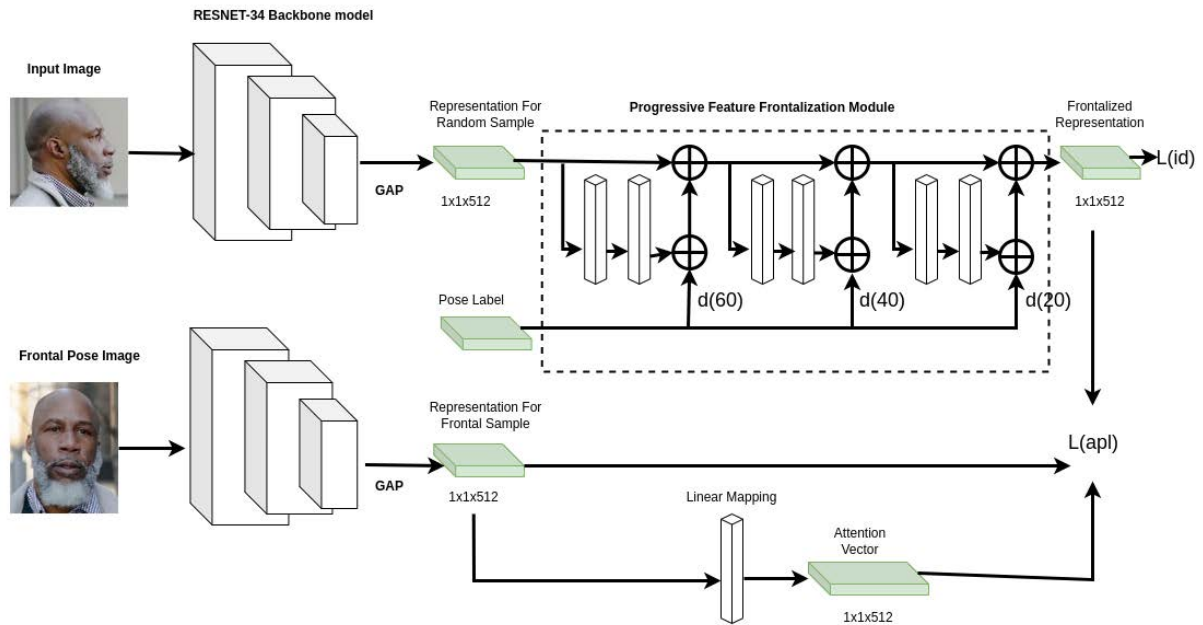 RESNET-34 Backbone model
Input Image
Representation For
Random Sample
Progressive Feature Frontalization Module
Frontalized
Representation
L(id)
GAP
1x1x512
1x1x512
Pose Label
d(60)
d(40)
d(20)
Frontal Pose Image
Representation For
Frontal Sample
L(apl)
GAP
1x1x512
Linear Mapping
Attention
Vector
1x1x512